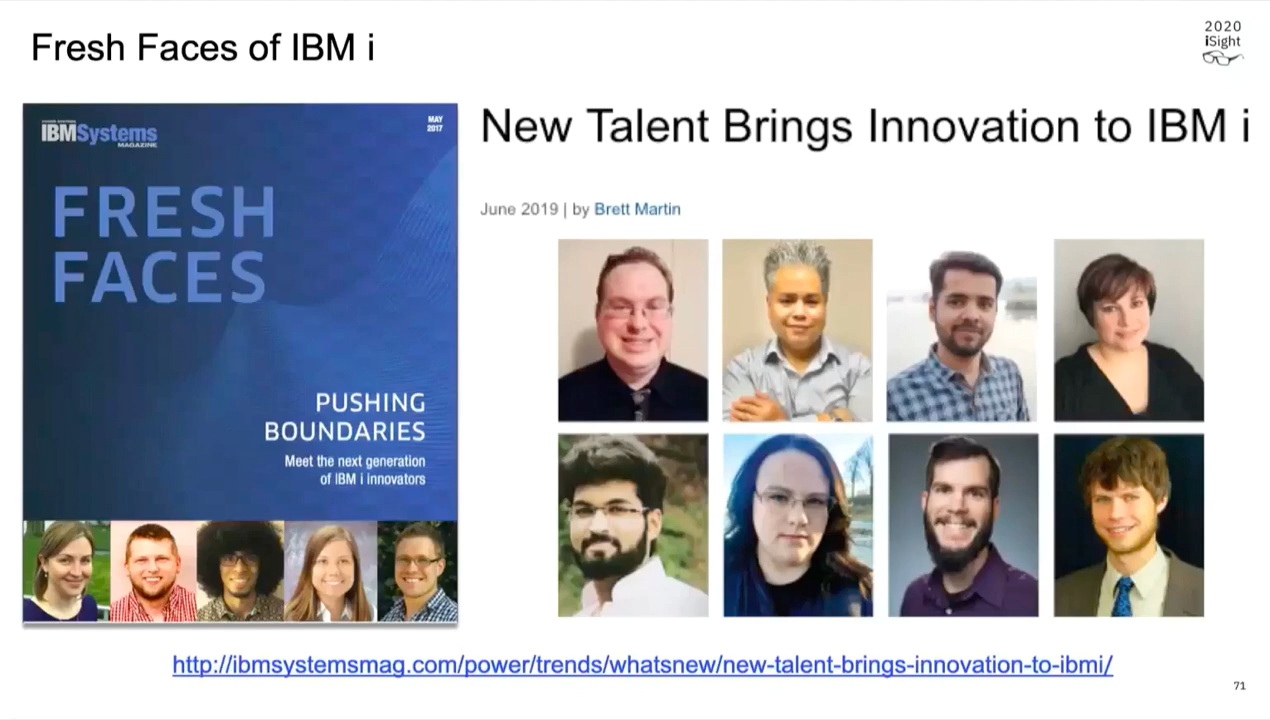 Fresh Faces of IBM i
2020
iSight
IBMSystems
MAGAZINE
MAY
2017
FRESH
FACES
PUSHING
BOUNDARIES
Meet the next generation
of IBM i innovators
New Talent Brings Innovation to IBM i
June 2019 | by Brett Martin
http://ibmsystemsmag.com/power/trends/whatsnew/new-talent-brings-innovation-to-ibmi/
71